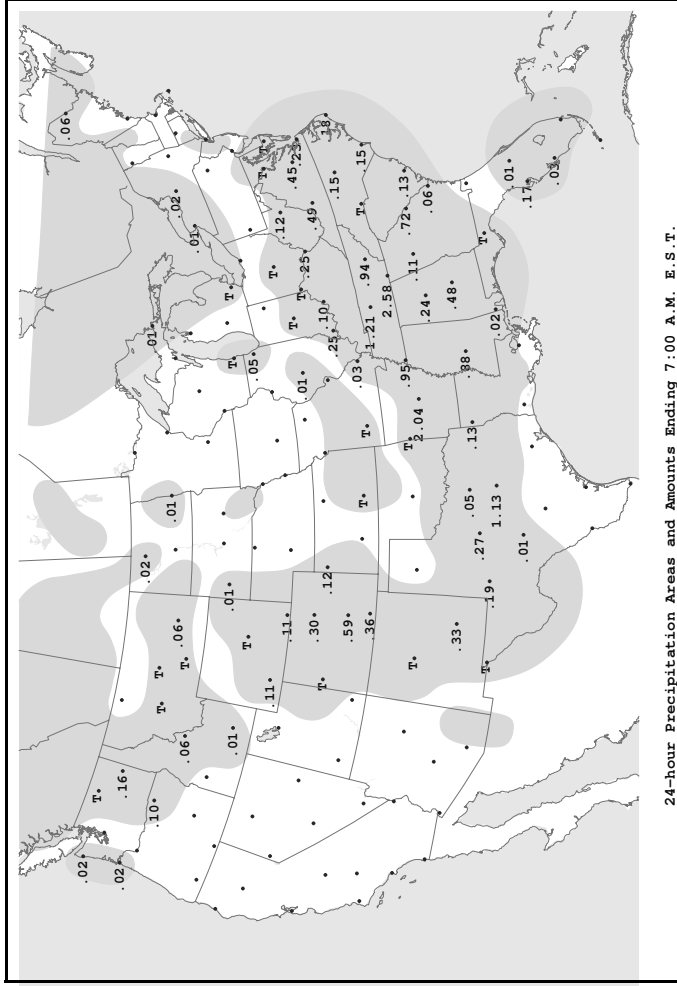 .06
.02
T
.02
.16
.02
.01
.10
T
T
.01
.02
.06
.06
T
.01
.01
T
.01
T
T
.05
T
T
.11
T
.12
.11
.45
T
.23
T
.01
.25
.49
.30
T
.10
.18
.12
.25
.15
.59
.03
T
.15
T
.94
T
.36
1.21
2.58
.13
.95
.72
T
.11
T
2.04
.24
.06
.48
.33
.38
.05
.13
.27
T
T
.19
.02
1.13
.01
.01
.17
.03
24-hour Precipitation Areas and Amounts Ending 7:00 A.M. E.S.T.